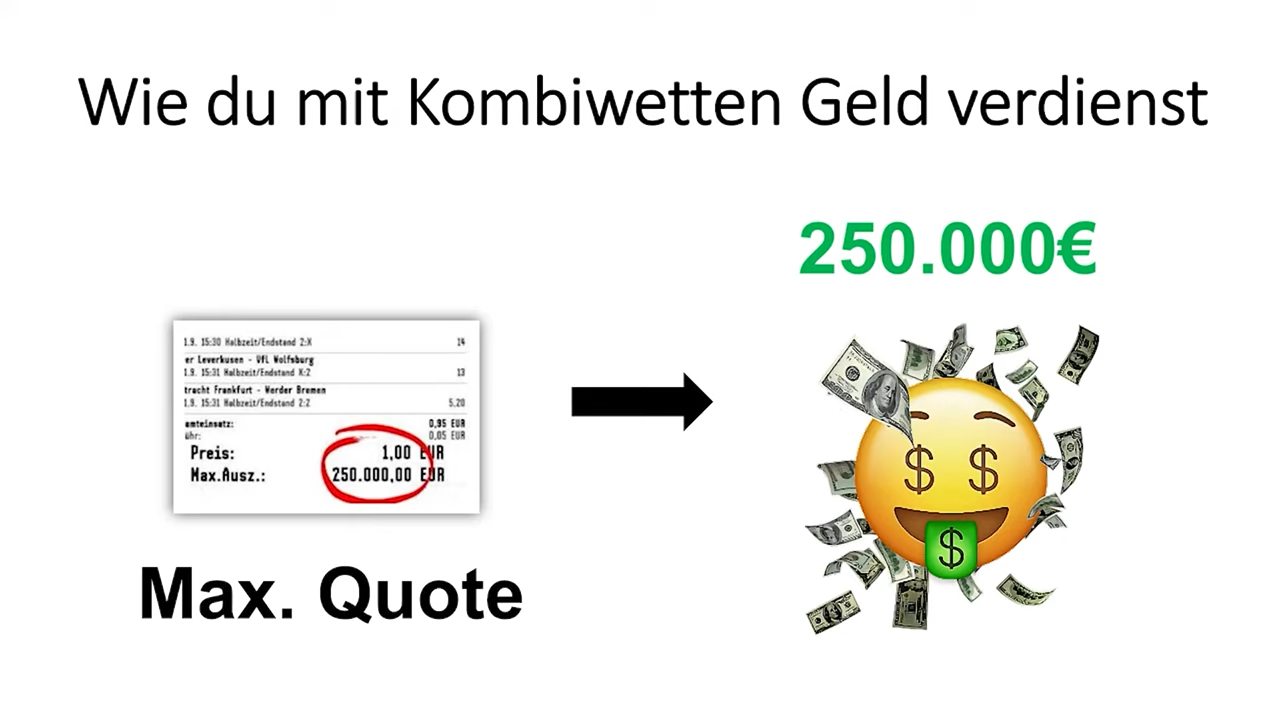 Wie du mit Kombiwetten Geld verdienst
250.000€
1.9. 15:30 Halbzeit/Endstand 2:X 14
er Leverkusen - VfL Wolfsburg
1.9. 15:31 Halbzeit/Endstand X:2 13
tracht Frankfurt - Werder Bremen
1.9. 15:31 Halbzeit/Endstand 2:2 5,20
amteinsatz: 0,95 EUR
ühr: 0,05 EUR
Preis: 1,00 EUR
Max.Ausz.: 250.000,00 EUR
Max. Quote